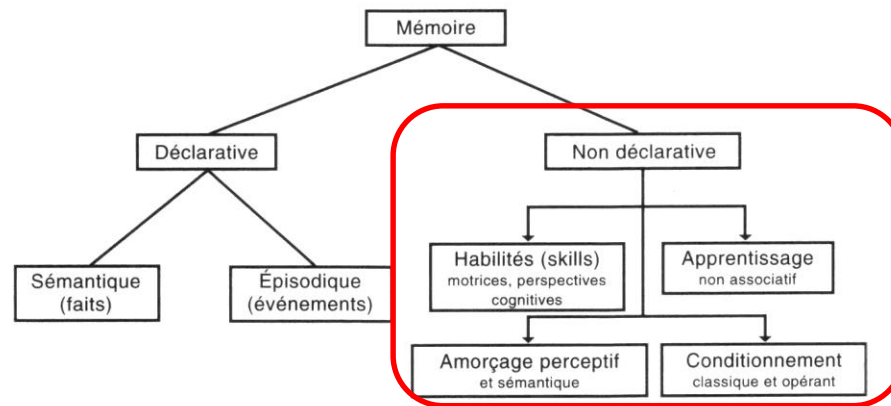 Mémoire
Déclarative
Non déclarative
Sémantique
(faits)
Épisodique
(événements)
Habilités (skills)
motrices, perspectives
cognitives
Apprentissage
non associatif
Amorçage perceptif
et sémantique
Conditionnement
classique et opérant